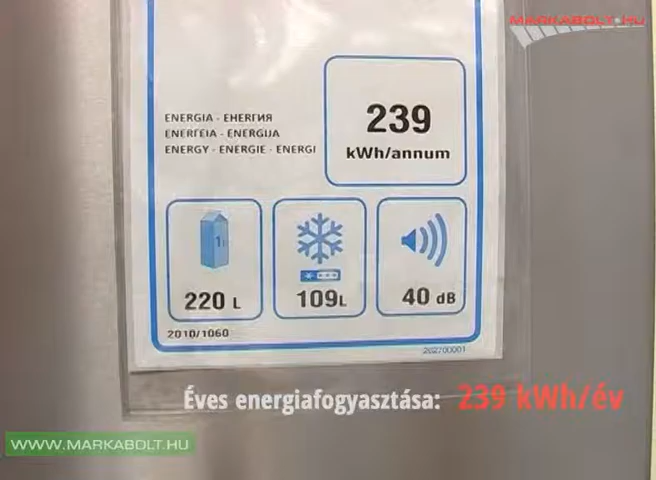 MARKABOLT.HU
239
kWh/annum
ENERGIA · ЕНЕРГИЯ
ΕΝΕΡΓΕΙΑ · ENERGIJA
ENERGY · ENERGIE · ENERGI
220 L
109L
40 dB
2010/1060
202700001
Éves energiafogyasztása: 239 kWh/év
WWW.MARKABOLT.HU